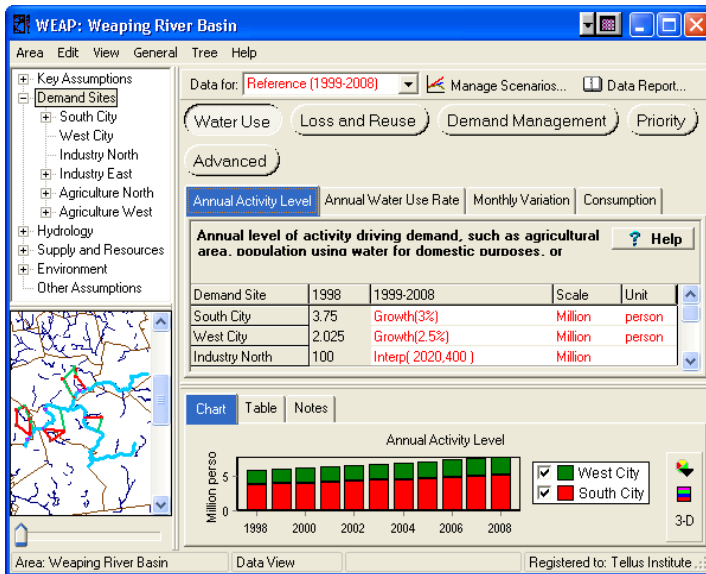 WEAP: Weaping River Basin
Area Edit View General Tree Help
Key Assumptions
Demand Sites
South City
West City
Industry North
Industry East
Agriculture North
Agriculture West
Hydrology
Supply and Resources
Environment
Other Assumptions
Data for: Reference (1999-2008) Manage Scenarios... Data Report...
Water Use Loss and Reuse Demand Management Priority
Advanced
Annual Activity Level Annual Water Use Rate Monthly Variation Consumption
Annual level of activity driving demand, such as agricultural
area, population using water for domestic purposes, or
? Help
Demand Site 1998 1999-2008 Scale Unit
South City 3.75 Growth(3%) Million person
West City 2.025 Growth(2.5%) Million person
Industry North 100 Interp( 2020,400 ) Million
Chart Table Notes
Annual Activity Level
Million perso
5
0
1998 2000 2002 2004 2006 2008
West City
South City
3-D
Area: Weaping River Basin Data View Registered to: Tellus Institute